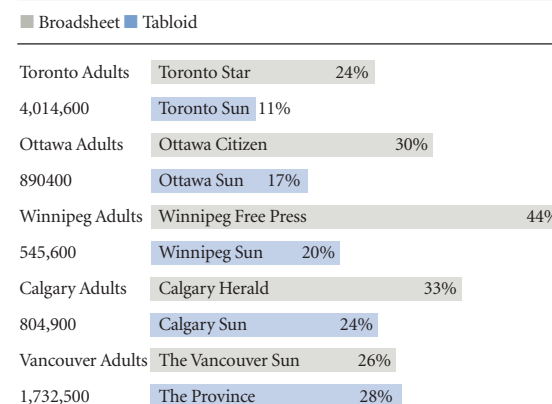 Broadsheet Tabloid
Toronto Adults Toronto Star 24%
4,014,600 Toronto Sun 11%
Ottawa Adults Ottawa Citizen 30%
890400 Ottawa Sun 17%
Winnipeg Adults Winnipeg Free Press 44%
545,600 Winnipeg Sun 20%
Calgary Adults Calgary Herald 33%
804,900 Calgary Sun 24%
Vancouver Adults The Vancouver Sun 26%
1,732,500 The Province 28%